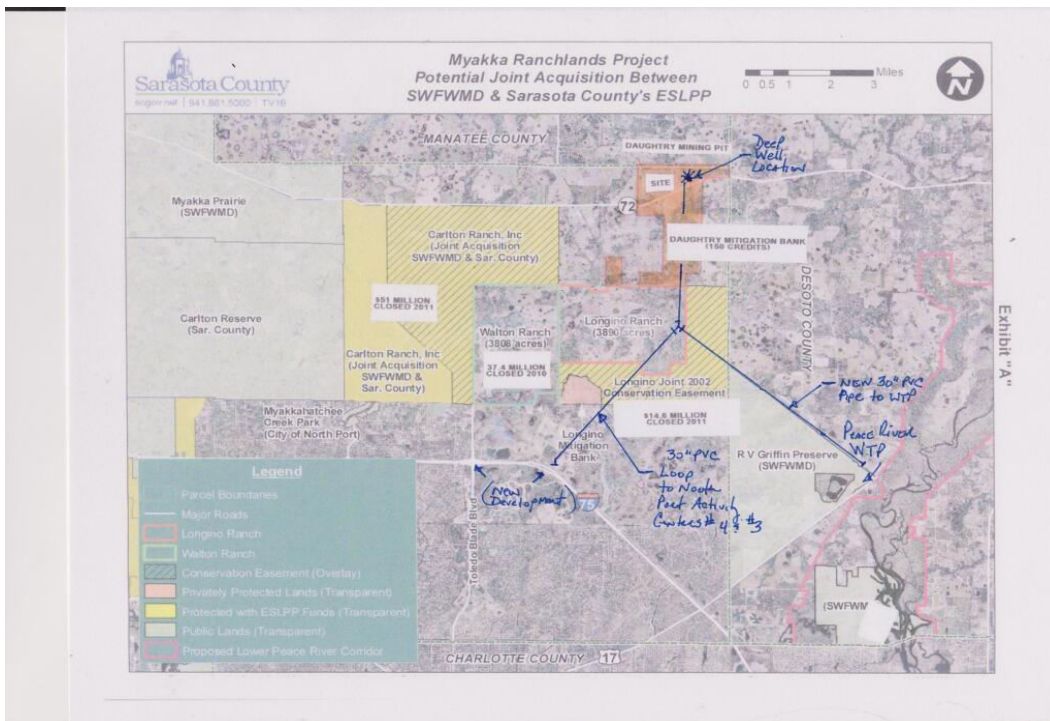 Sarasota County
scgov.net | 941.861.5000 | TV19
Myakka Ranchlands Project
Potential Joint Acquisition Between
SWFWMD & Sarasota County's ESLPP
Miles
0 0.5 1 2 3
N
MANATEE COUNTY
DAUGHTRY MINING PIT
Deep
Well
Location
SITE
72
Myakka Prairie
(SWFWMD)
Carlton Ranch, Inc
(Joint Acquisition
SWFWMD & Sar. County)
DAUGHTRY MITIGATION BANK
(150 CREDITS)
DESOTO COUNTY
$51 MILLION
CLOSED 2011
Carlton Reserve
(Sar. County)
Walton Ranch
(3808 acres)
Longino Ranch
(3890 acres)
Exhibit "A"
Carlton Ranch, Inc
(Joint Acquisition
SWFWMD &
Sar. County)
37.4 MILLION
CLOSED 2010
Longino Joint 2002
Conservation Easement
New 30" PVC
Pipe to WTP
Myakkahatchee
Creek Park
(City of North Port)
$14.6 MILLION
CLOSED 2011
Longino
Mitigation
Bank
Peace River
WTP
R V Griffin Preserve
(SWFWMD)
30" PVC
Loop
to North
Port Activity
Centers # 4 & #3
(New
Development)
75
Toledo Blade Blvd
Legend
Parcel Boundaries
Major Roads
Longino Ranch
Walton Ranch
Conservation Easement (Overlay)
Privately Protected Lands (Transparent)
Protected with ESLPP Funds (Transparent)
Public Lands (Transparent)
Proposed Lower Peace River Corridor
(SWFWM
CHARLOTTE COUNTY
17